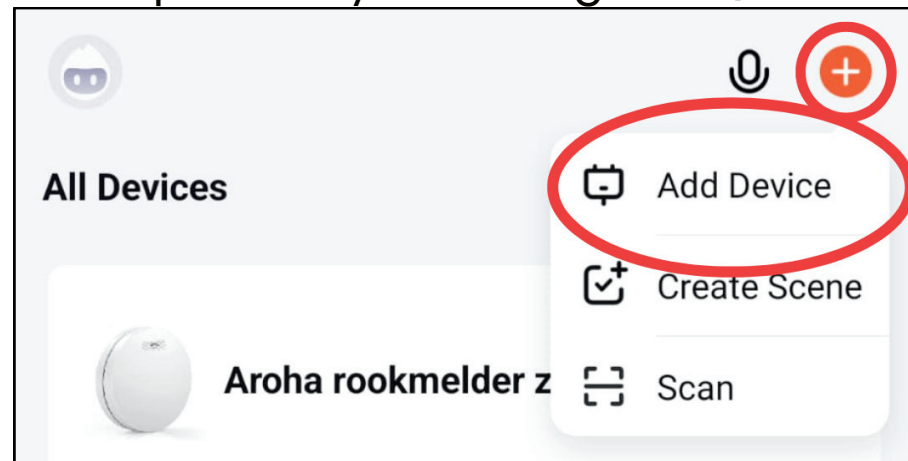 All Devices
Add Device
Create Scene
Aroha rookmelder z
Scan